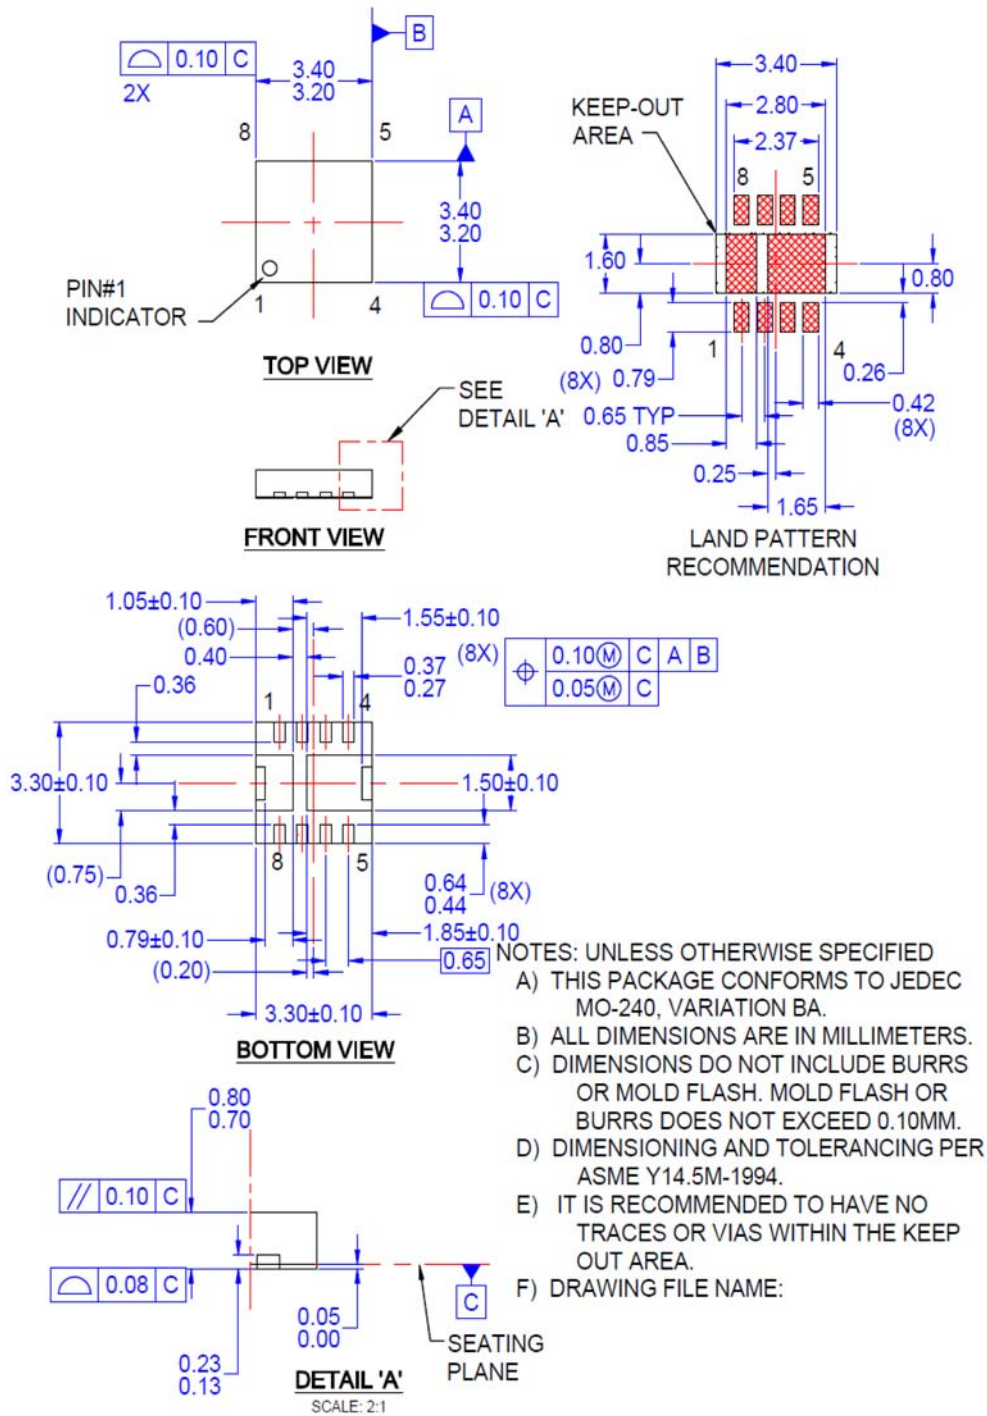 B
0.10 C
2X
3.40
3.20
8
5
A
3.40
3.20
PIN#1
INDICATOR
1
4
0.10 C
TOP VIEW
3.40
KEEP-OUT
AREA
2.80
2.37
8
5
1.60
0.80
0.80
1
4
(8X) 0.79
0.26
0.65 TYP
0.42
(8X)
0.85
0.25
1.65
LAND PATTERN
RECOMMENDATION
SEE
DETAIL 'A'
FRONT VIEW
1.05±0.10
(0.60)
0.40
0.36
1.55±0.10
(8X)
0.37
0.27
0.10Ⓜ C A B
0.05Ⓜ C
1
4
3.30±0.10
1.50±0.10
8
5
(0.75)
0.36
0.64
0.44
(8X)
0.79±0.10
1.85±0.10
(0.20)
0.65
3.30±0.10
BOTTOM VIEW
NOTES: UNLESS OTHERWISE SPECIFIED
A) THIS PACKAGE CONFORMS TO JEDEC
MO-240, VARIATION BA.
B) ALL DIMENSIONS ARE IN MILLIMETERS.
C) DIMENSIONS DO NOT INCLUDE BURRS
OR MOLD FLASH. MOLD FLASH OR
BURRS DOES NOT EXCEED 0.10MM.
D) DIMENSIONING AND TOLERANCING PER
ASME Y14.5M-1994.
E) IT IS RECOMMENDED TO HAVE NO
TRACES OR VIAS WITHIN THE KEEP
OUT AREA.
F) DRAWING FILE NAME:
0.80
0.70
// 0.10 C
0.08 C
0.05
0.00
C
0.23
0.13
SEATING
PLANE
DETAIL 'A'
SCALE: 2:1